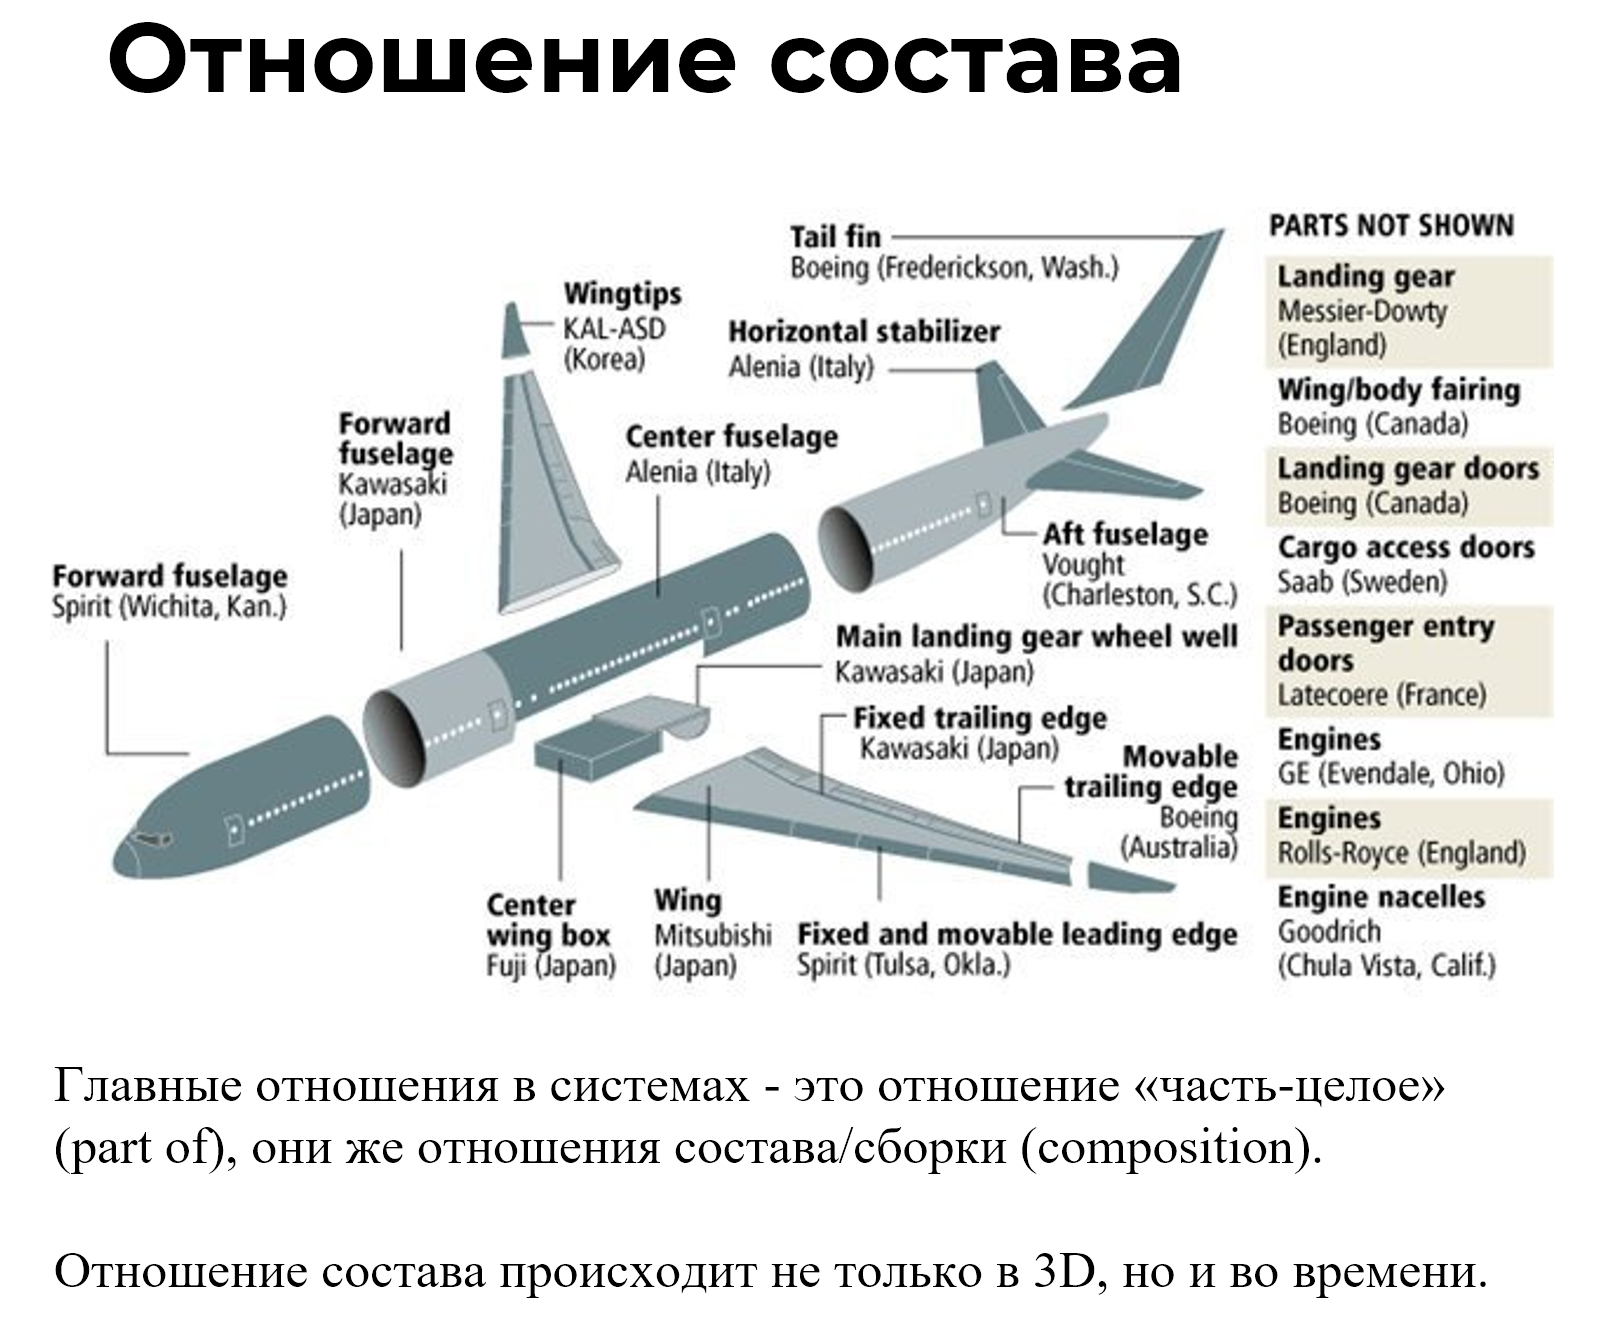 Отношение состава
Tail fin
Boeing (Frederickson, Wash.)
Wingtips
KAL-ASD
(Korea)
Horizontal stabilizer
Alenia (Italy)
Forward
fuselage
Kawasaki
(Japan)
Center fuselage
Alenia (Italy)
Forward fuselage
Spirit (Wichita, Kan.)
Aft fuselage
Vought
(Charleston, S.C.)
Main landing gear wheel well
Kawasaki (Japan)
Fixed trailing edge
Kawasaki (Japan)
Movable
trailing edge
Boeing
(Australia)
Center
wing box
Fuji (Japan)
Wing
Mitsubishi
(Japan)
Fixed and movable leading edge
Spirit (Tulsa, Okla.)
PARTS NOT SHOWN
Landing gear
Messier-Dowty
(England)
Wing/body fairing
Boeing (Canada)
Landing gear doors
Boeing (Canada)
Cargo access doors
Saab (Sweden)
Passenger entry
doors
Latecoere (France)
Engines
GE (Evendale, Ohio)
Engines
Rolls-Royce (England)
Engine nacelles
Goodrich
(Chula Vista, Calif.)
Главные отношения в системах - это отношение «часть-целое»
(part of), они же отношения состава/сборки (composition).
Отношение состава происходит не только в 3D, но и во времени.